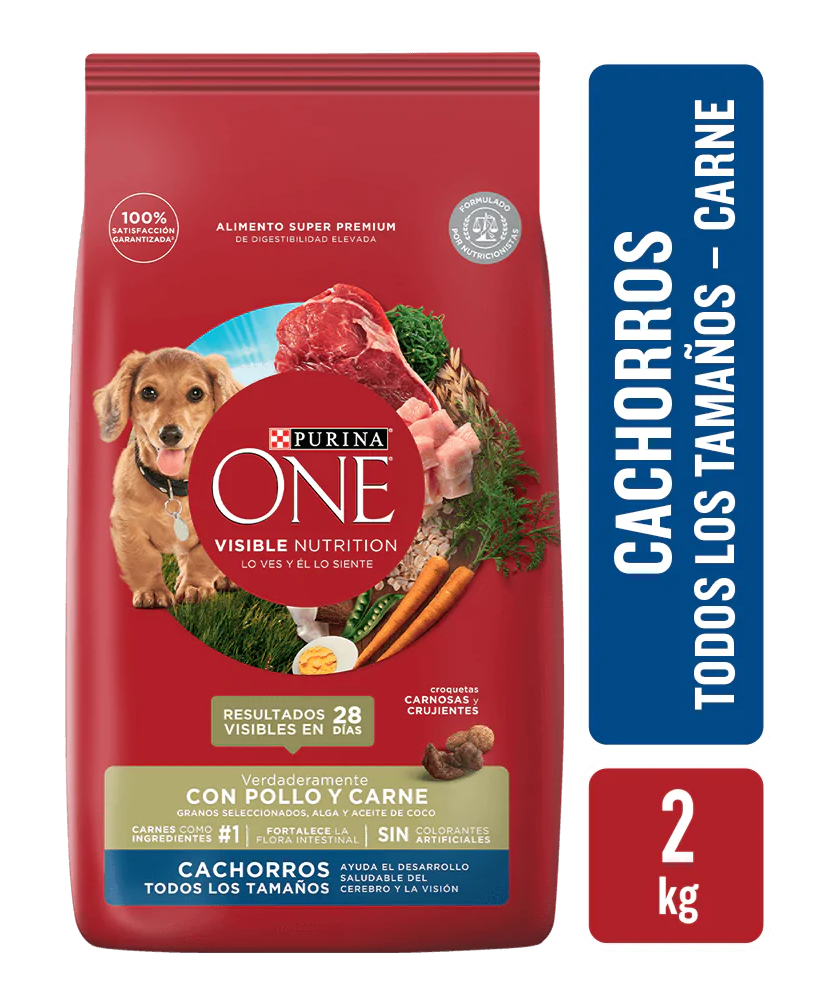 100%
SATISFACCIÓN
GARANTIZADA²
ALIMENTO SUPER PREMIUM
DE DIGESTIBILIDAD ELEVADA
FORMULADO
POR NUTRICIONISTAS
PURINA®
ONE®
VISIBLE NUTRITION
LO VES Y ÉL LO SIENTE
RESULTADOS 28
VISIBLES EN DÍAS
croquetas
CARNOSAS y
CRUJIENTES
Verdaderamente
CON POLLO Y CARNE
GRANOS SELECCIONADOS, ALGA Y ACEITE DE COCO
CARNES COMO #1
INGREDIENTES
FORTALECE LA
FLORA INTESTINAL
SIN COLORANTES
ARTIFICIALES
CACHORROS
TODOS LOS TAMAÑOS
AYUDA EL DESARROLLO
SALUDABLE DEL
CEREBRO Y LA VISIÓN
CACHORROS
TODOS LOS TAMAÑOS – CARNE
2
kg